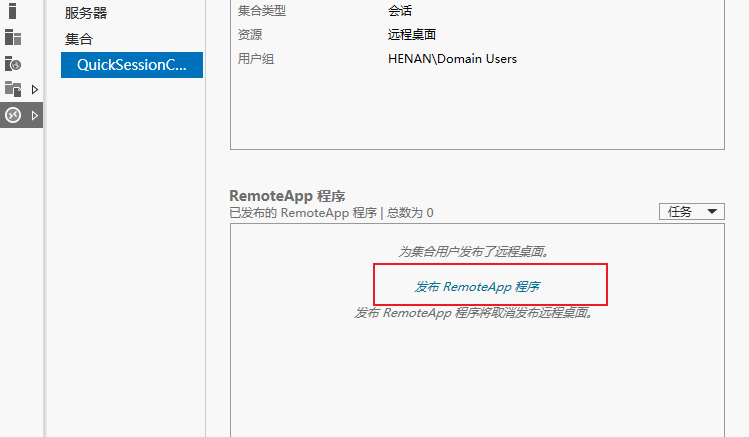 服务器
集合
QuickSessionC...
集合类型 会话
资源 远程桌面
用户组 HENAN\Domain Users
RemoteApp 程序
已发布的 RemoteApp 程序 | 总数为 0
任务
为集合用户发布了远程桌面。
发布 RemoteApp 程序
发布 RemoteApp 程序将取消发布远程桌面。